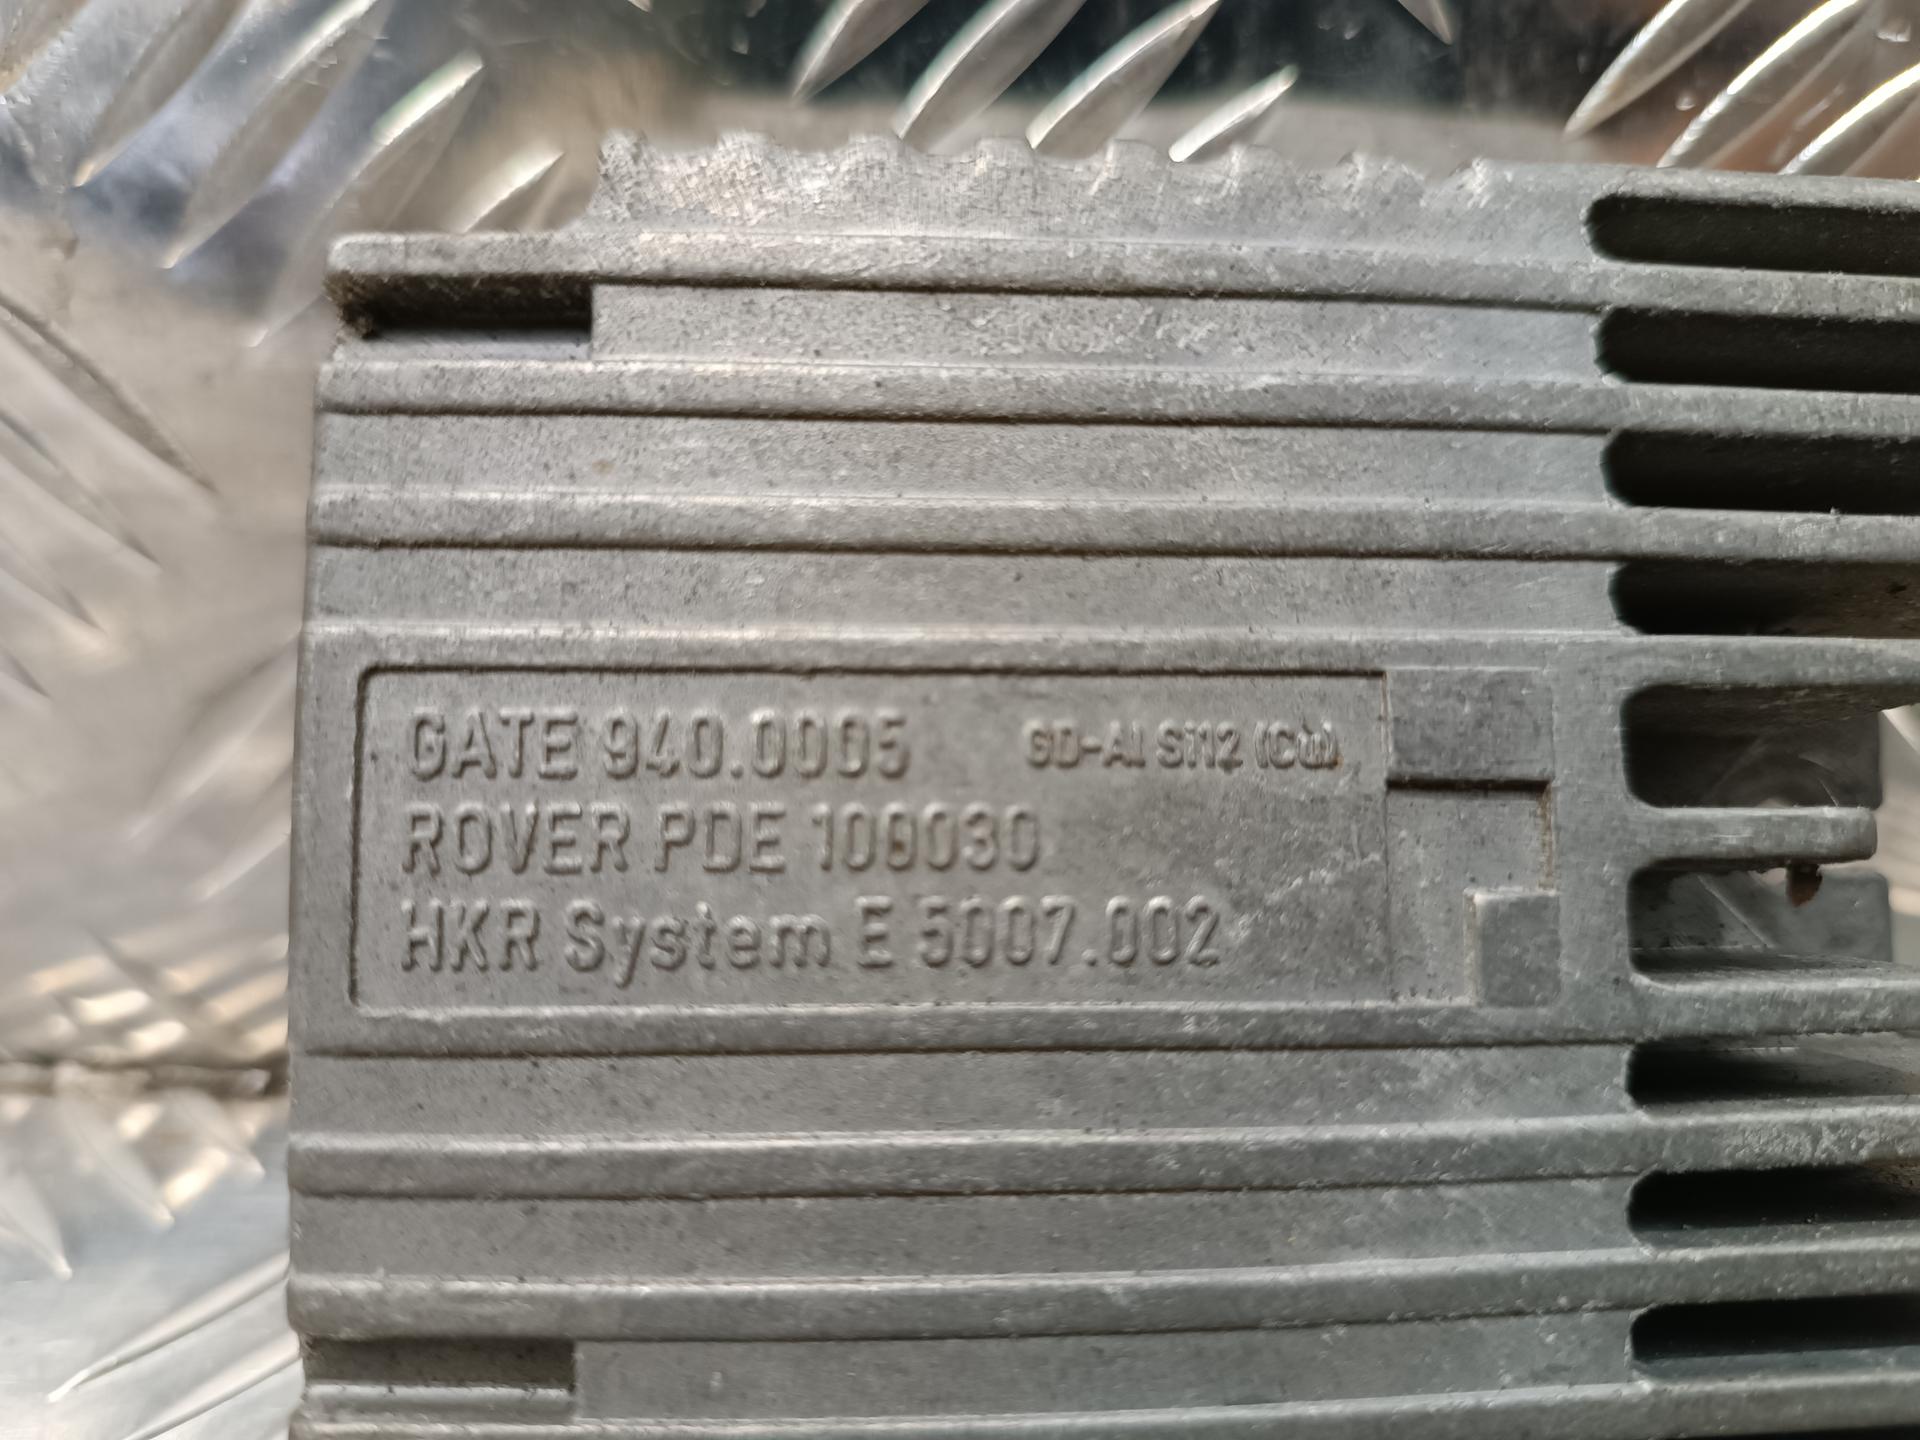 GATE 940.0005 GD-Al Si12 (Cu)
ROVER PDE 100030
HKR System E 5007.002